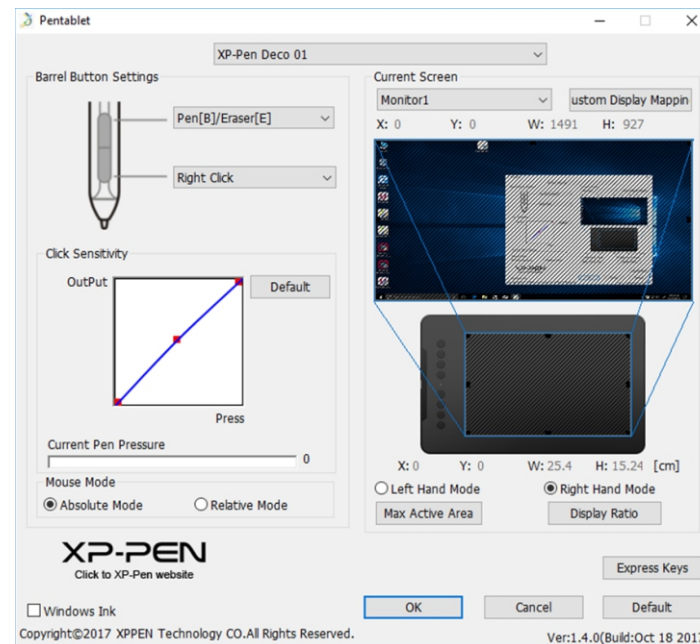 Pentablet
XP-Pen Deco 01
Barrel Button Settings
Pen[B]/Eraser[E]
Right Click
Click Sensitivity
OutPut
Default
Press
Current Pen Pressure
0
Mouse Mode
Absolute Mode
Relative Mode
XP-PEN
Click to XP-Pen website
Windows Ink
Copyright©2017 XPPEN Technology CO.All Rights Reserved.
Current Screen
Monitor1
ustom Display Mappin
X: 0 Y: 0 W: 1491 H: 927
X: 0 Y: 0 W: 25.4 H: 15.24 [cm]
Left Hand Mode
Right Hand Mode
Max Active Area
Display Ratio
Express Keys
OK
Cancel
Default
Ver:1.4.0(Build:Oct 18 201